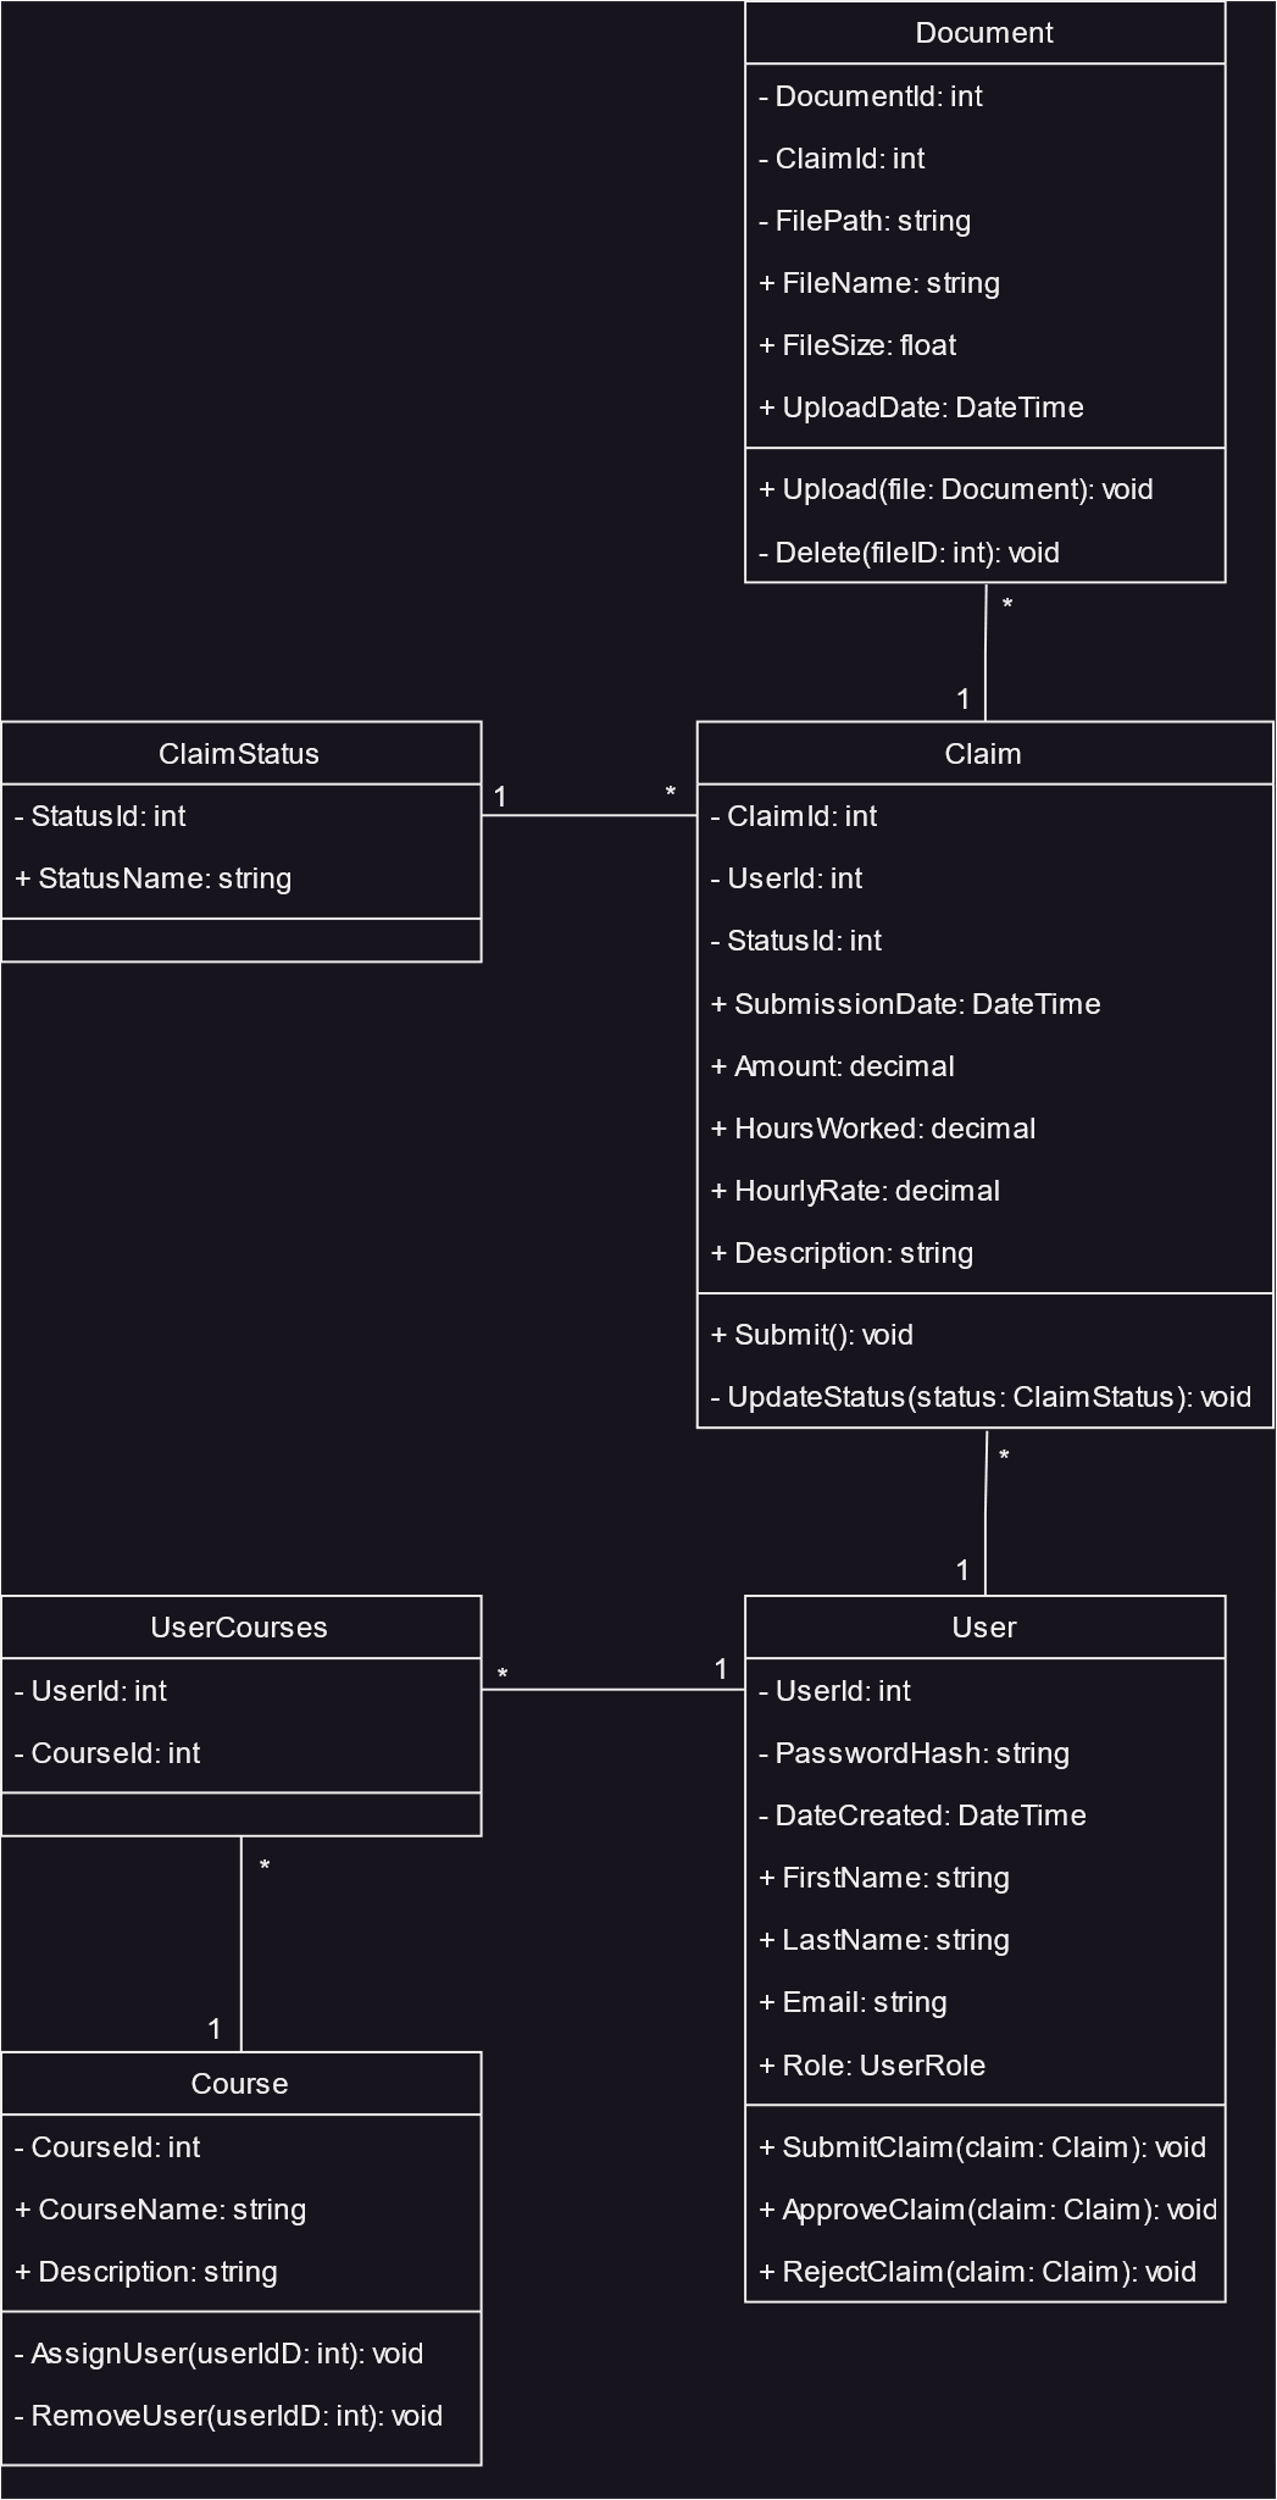 Document
- DocumentId: int
- ClaimId: int
- FilePath: string
+ FileName: string
+ FileSize: float
+ UploadDate: DateTime
+ Upload(file: Document): void
- Delete(fileID: int): void
*
1
ClaimStatus
- StatusId: int
+ StatusName: string
1
*
Claim
- ClaimId: int
- UserId: int
- StatusId: int
+ SubmissionDate: DateTime
+ Amount: decimal
+ HoursWorked: decimal
+ HourlyRate: decimal
+ Description: string
+ Submit(): void
- UpdateStatus(status: ClaimStatus): void
*
1
UserCourses
- UserId: int
- CourseId: int
*
1
User
- UserId: int
- PasswordHash: string
- DateCreated: DateTime
+ FirstName: string
+ LastName: string
+ Email: string
+ Role: UserRole
+ SubmitClaim(claim: Claim): void
+ ApproveClaim(claim: Claim): void
+ RejectClaim(claim: Claim): void
*
1
Course
- CourseId: int
+ CourseName: string
+ Description: string
- AssignUser(userIdD: int): void
- RemoveUser(userIdD: int): void